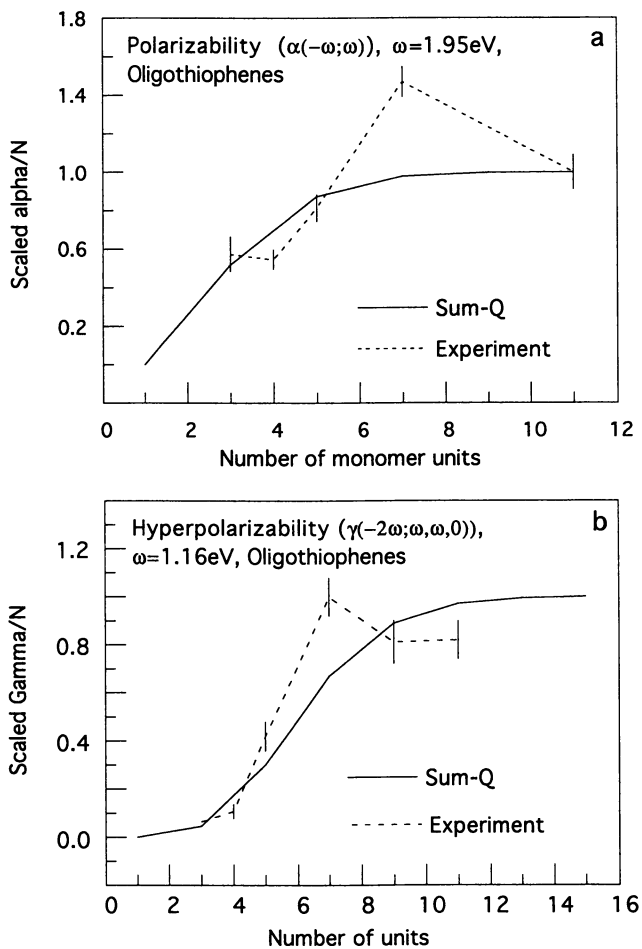 1.8
Polarizability (α(-ω;ω)), ω=1.95eV,
Oligothiophenes
a
1.4
1.0
0.6
0.2
Scaled alpha/N
Sum-Q
Experiment
0 2 4 6 8 10 12
Number of monomer units
b
Hyperpolarizability (γ(-2ω;ω,ω,0)),
ω=1.16eV, Oligothiophenes
1.2
0.8
0.4
0.0
Scaled Gamma/N
Sum-Q
Experiment
0 2 4 6 8 10 12 14 16
Number of units